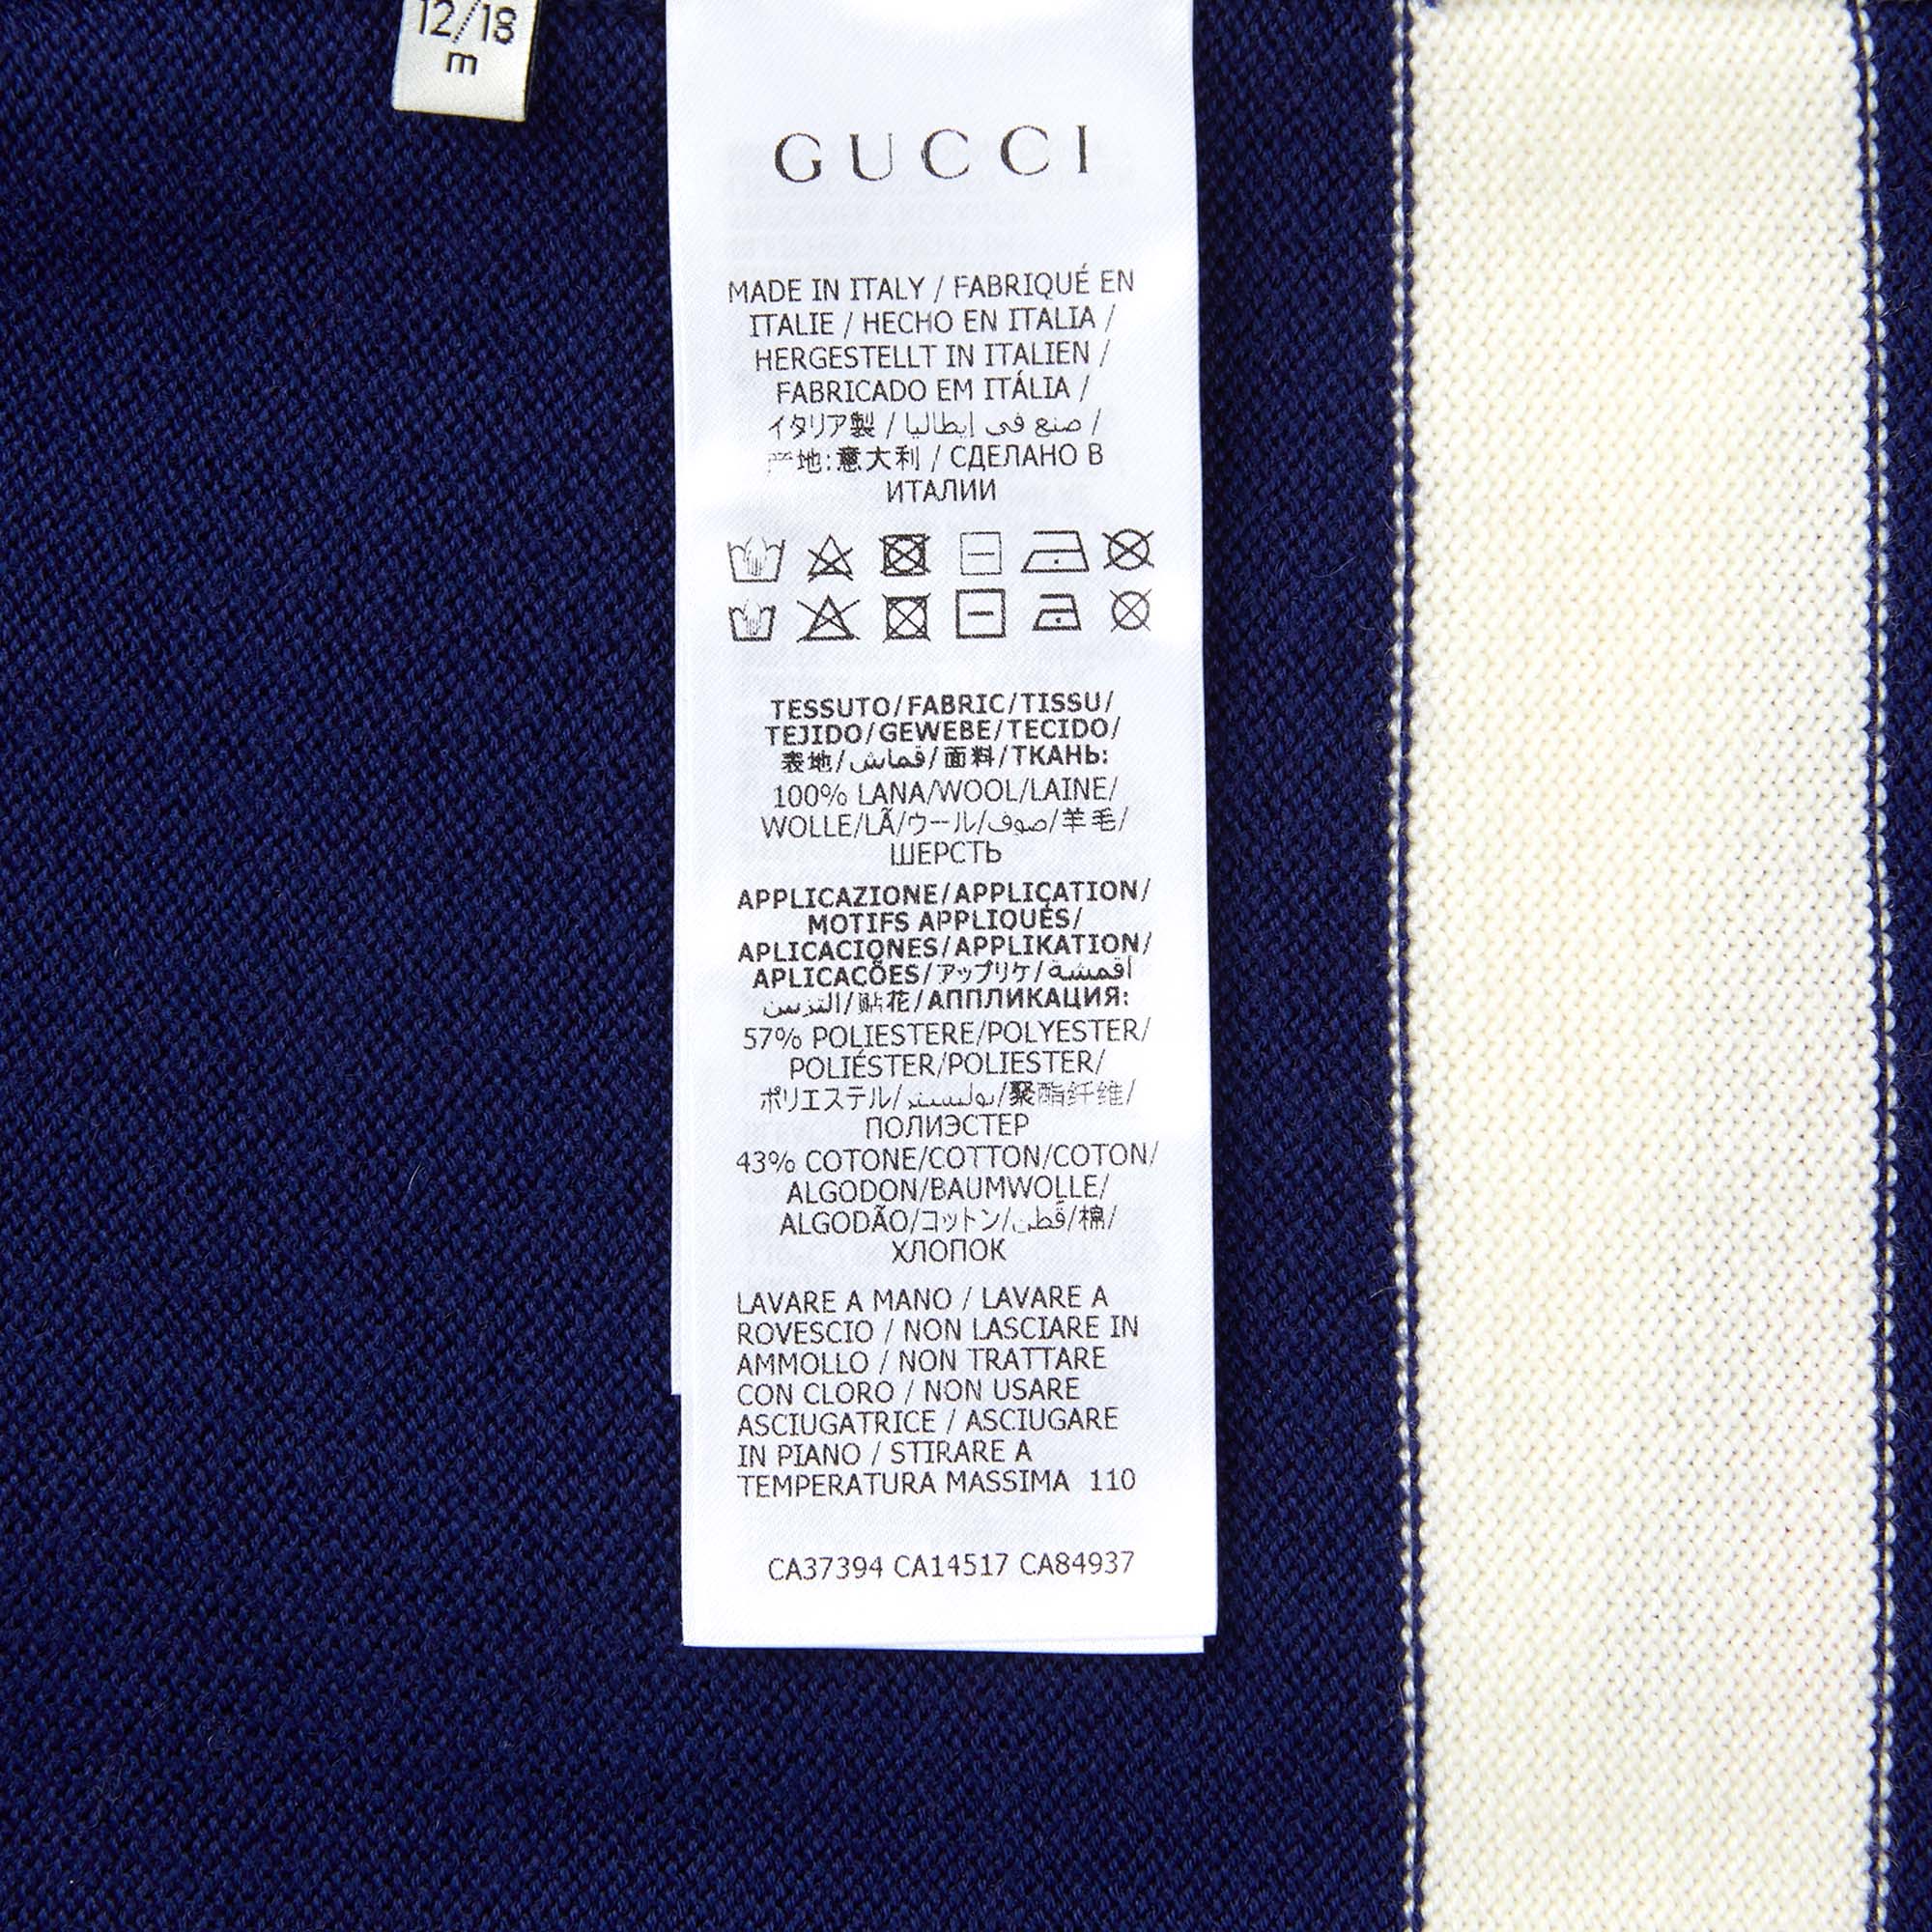 12/18
m
GUCCI
MADE IN ITALY / FABRIQUÉ EN
ITALIE / HECHO EN ITALIA /
HERGESTELLT IN ITALIEN /
FABRICADO EM ITÁLIA /
イタリア製 / صنع في إيطاليا /
产地:意大利 / СДЕЛАНО В
ИТАЛИИ
TESSUTO/FABRIC/TISSU/
TEJIDO/GEWEBE/TECIDO/
表地/قماش/面料/ТКАНЬ:
100% LANA/WOOL/LAINE/
WOLLE/LÃ/ウール/صوف/羊毛/
ШЕРСТЬ
APPLICAZIONE/APPLICATION/
MOTIFS APPLIQUÉS/
APLICACIONES/APPLIKATION/
APLICAÇÕES/アップリケ/أقمشة
التزيين/贴花/АППЛИКАЦИЯ:
57% POLIESTERE/POLYESTER/
POLIÉSTER/POLIESTER/
ポリエステル/بوليستر/聚酯纤维/
ПОЛИЭСТЕР
43% COTONE/COTTON/COTON/
ALGODON/BAUMWOLLE/
ALGODÃO/コットン/قطن/棉/
ХЛОПОК
LAVARE A MANO / LAVARE A
ROVESCIO / NON LASCIARE IN
AMMOLLO / NON TRATTARE
CON CLORO / NON USARE
ASCIUGATRICE / ASCIUGARE
IN PIANO / STIRARE A
TEMPERATURA MASSIMA 110
CA37394 CA14517 CA84937